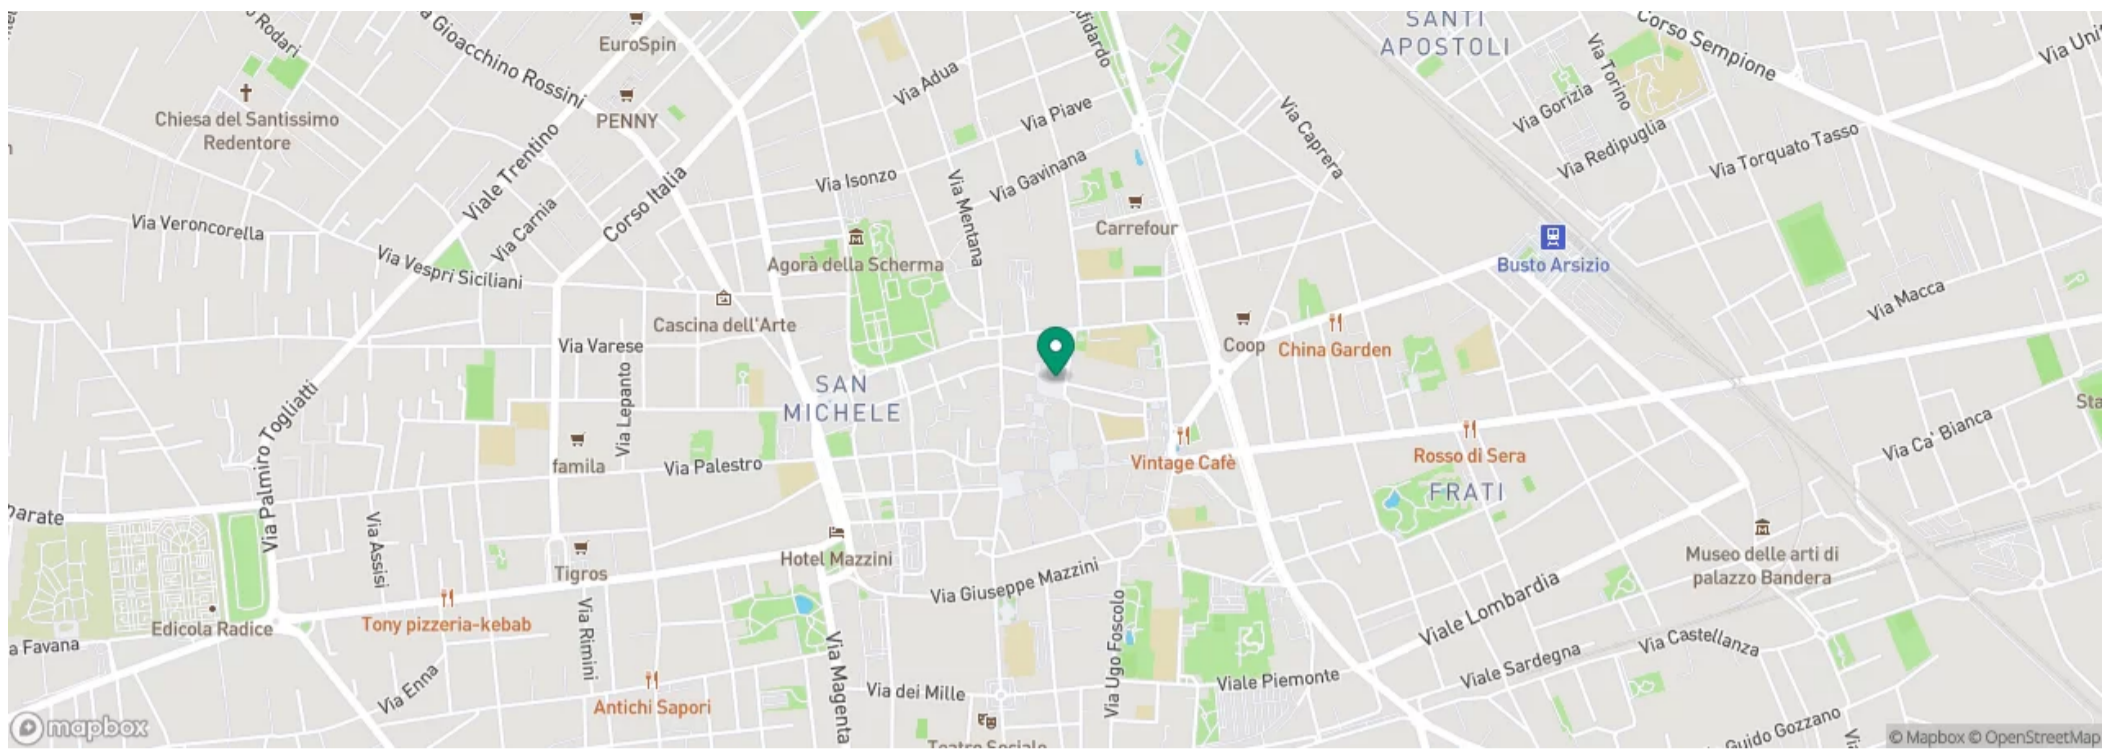 SANTI
APOSTOLI
Corso Sempione
Via Torino
Rodari
Gioacchino Rossini
EuroSpin
Via Adua
Via Gorizia
Chiesa del Santissimo
Redentore
PENNY
Viale Trentino
Via Piave
Via Caprera
Via Redipuglia
Via Torquato Tasso
Via Isonzo
Via Gavinana
Via Mentana
Corso Italia
Via Carnia
Carrefour
Via Veroncorella
Via Vespri Siciliani
Agorà della Scherma
Busto Arsizio
Via Macca
Cascina dell'Arte
Via Varese
Coop
China Garden
SAN
MICHELE
Via Lepanto
Via Palmiro Togliatti
famila
Via Palestro
Vintage Cafè
Rosso di Sera
Via Ca' Bianca
FRATI
parate
Via Assisi
Hotel Mazzini
Tigros
Via Giuseppe Mazzini
Museo delle arti di
palazzo Bandera
Viale Lombardia
Edicola Radice
Tony pizzeria-kebab
Via Rimini
Via Ugo Foscolo
Favana
Via Castellanza
Viale Sardegna
Via Enna
Antichi Sapori
Via Magenta
Via dei Mille
Viale Piemonte
Teatro Sociale
Guido Gozzano
mapbox
© Mapbox © OpenStreetMap